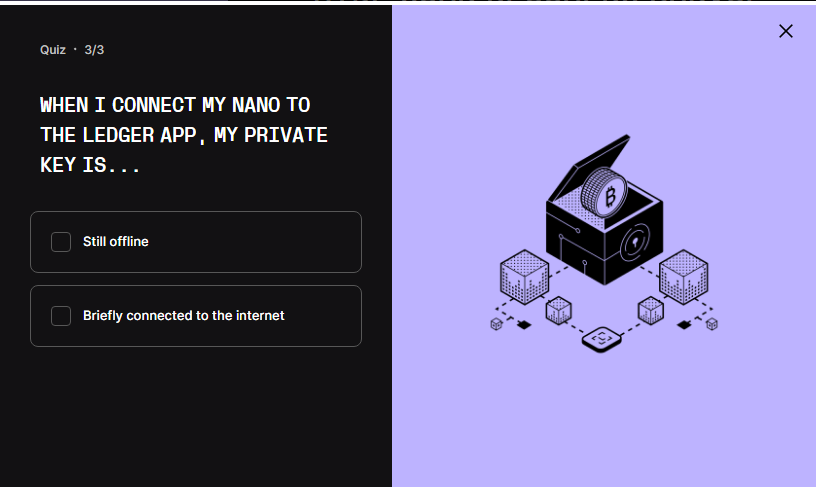 Quiz · 3/3
WHEN I CONNECT MY NANO TO
THE LEDGER APP, MY PRIVATE
KEY IS...
Still offline
Briefly connected to the internet